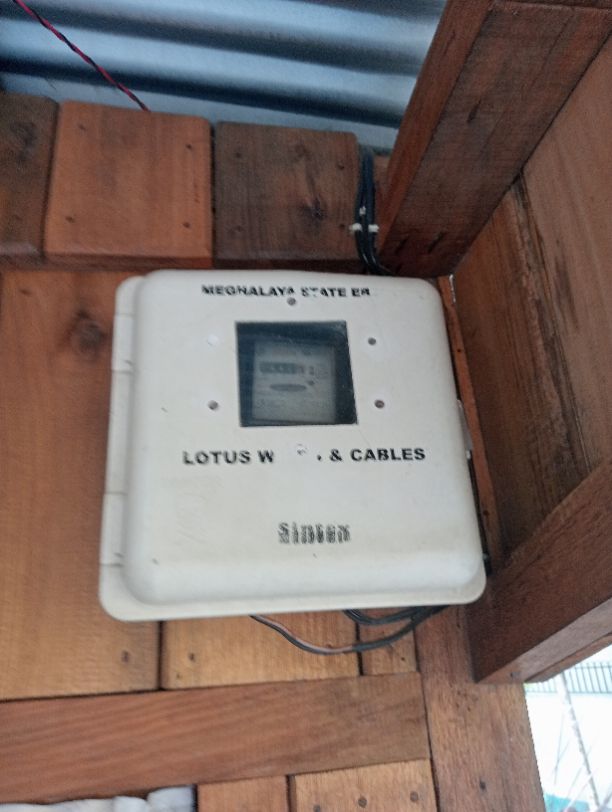 MEGHALAYA STATE EB
LOTUS W & CABLES
Sintex